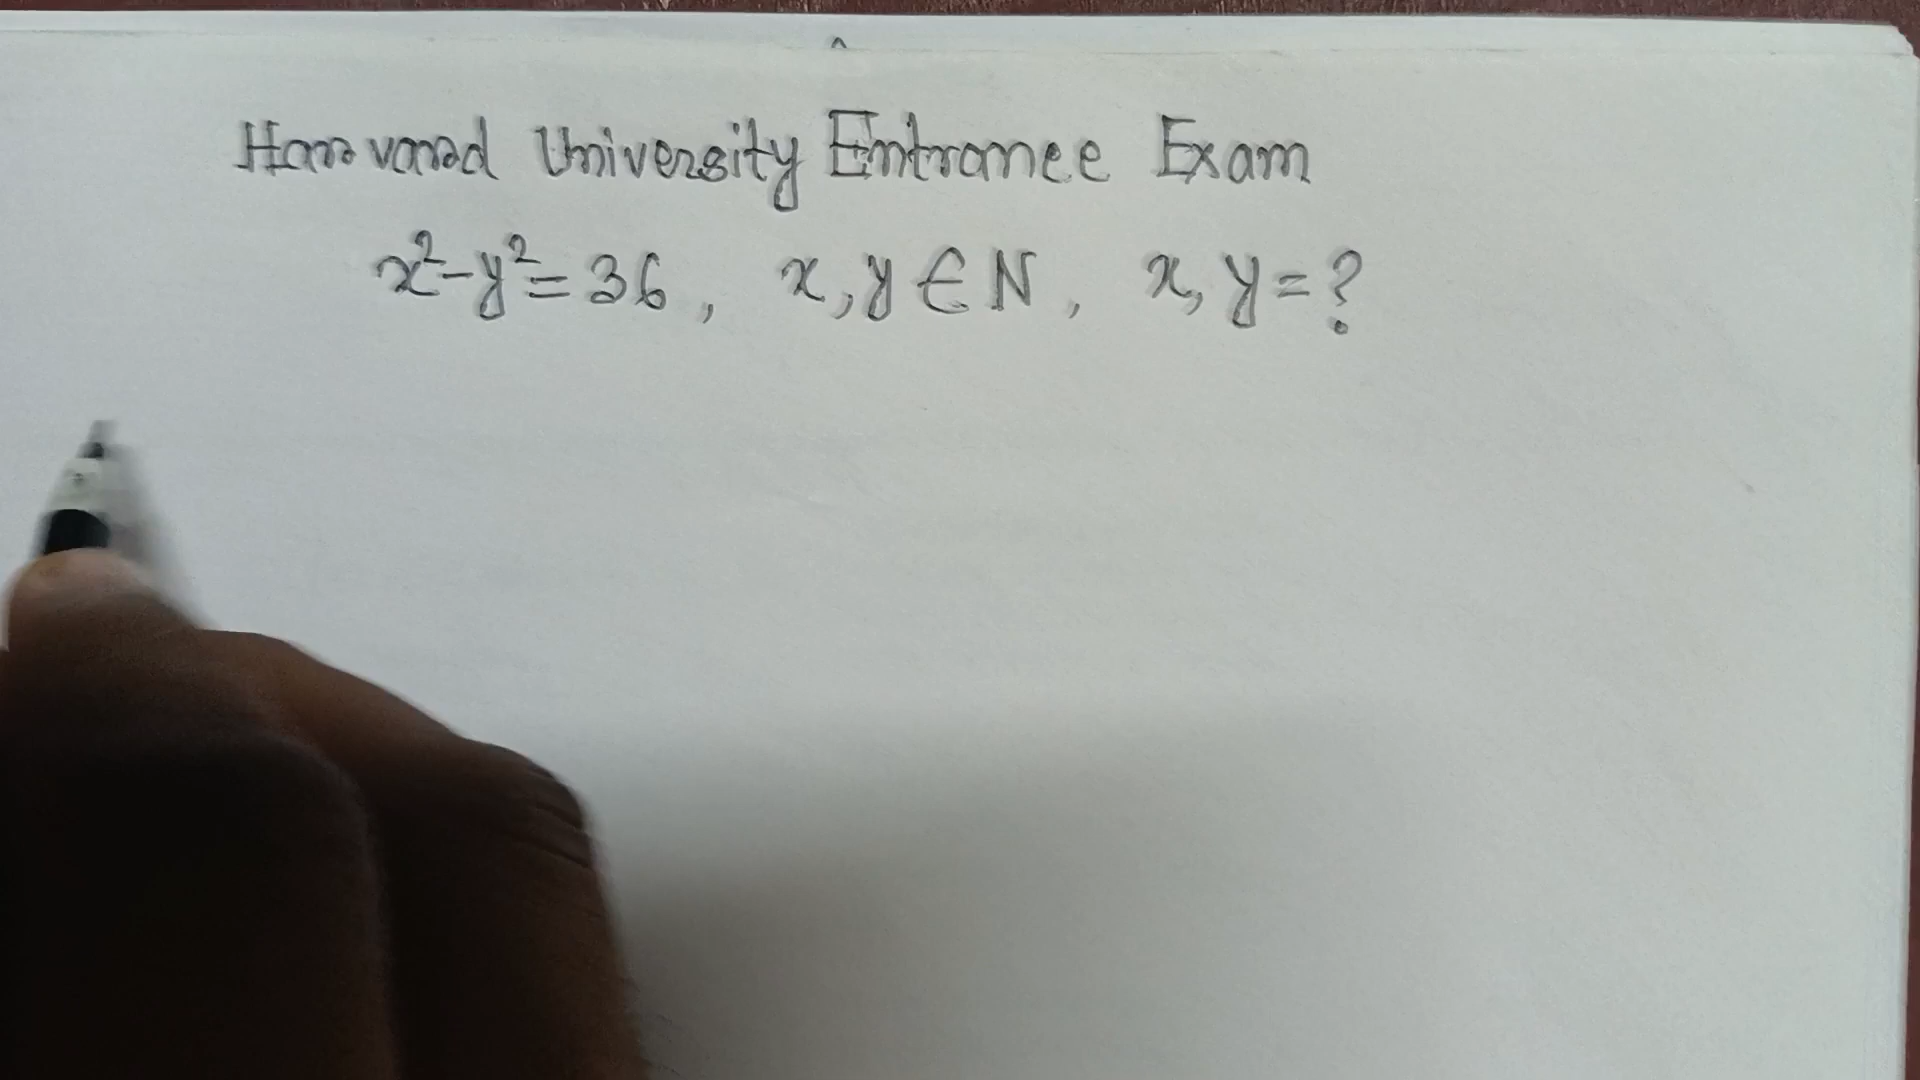 Harvard University Entrance Exam
x²-y²=36, x,y∈N, x,y=?